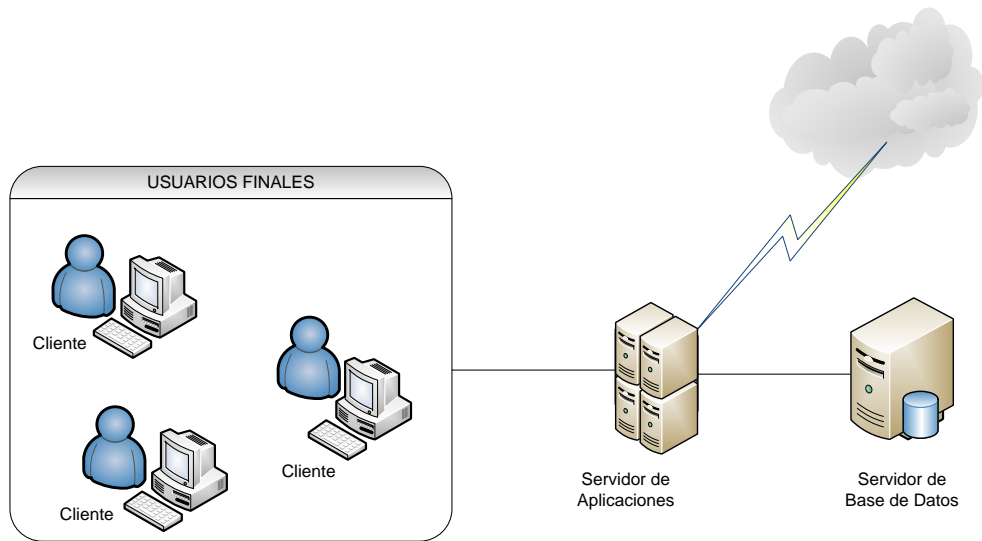 USUARIOS FINALES
Cliente
Cliente
Cliente
Servidor de
Aplicaciones
Servidor de
Base de Datos